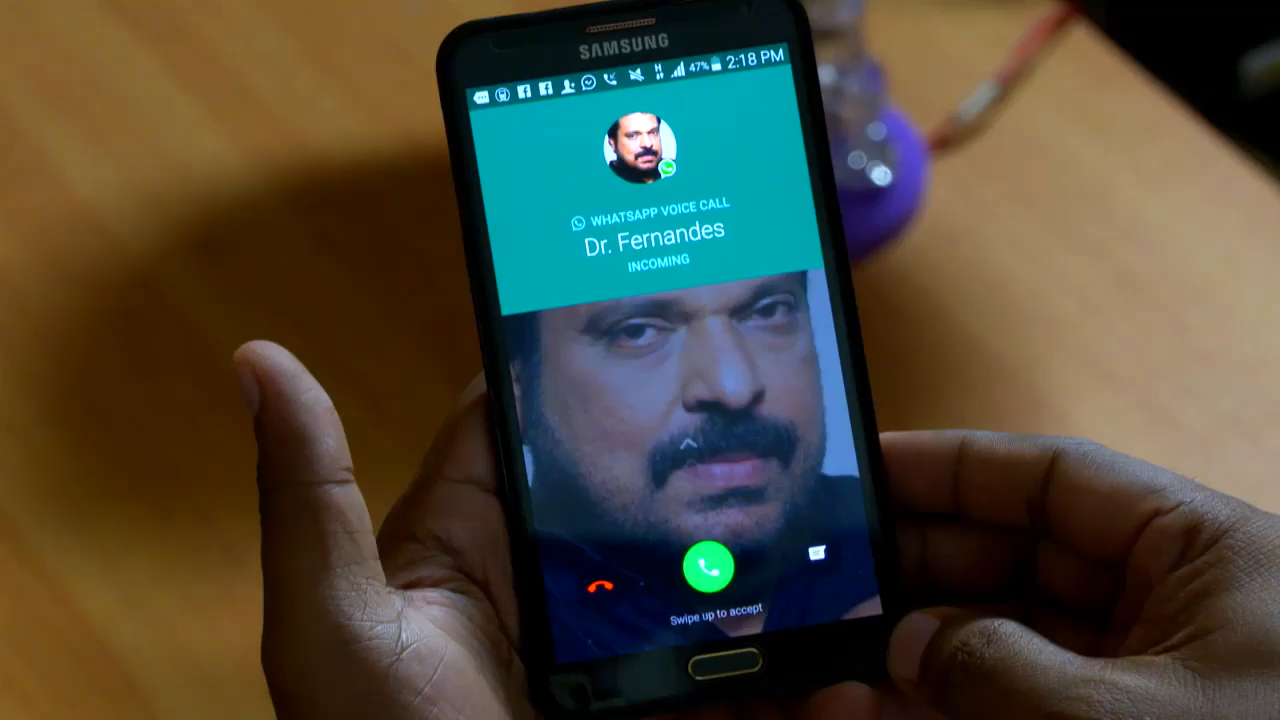 SAMSUNG
47% 2:18 PM
WHATSAPP VOICE CALL
Dr. Fernandes
INCOMING
Swipe up to accept